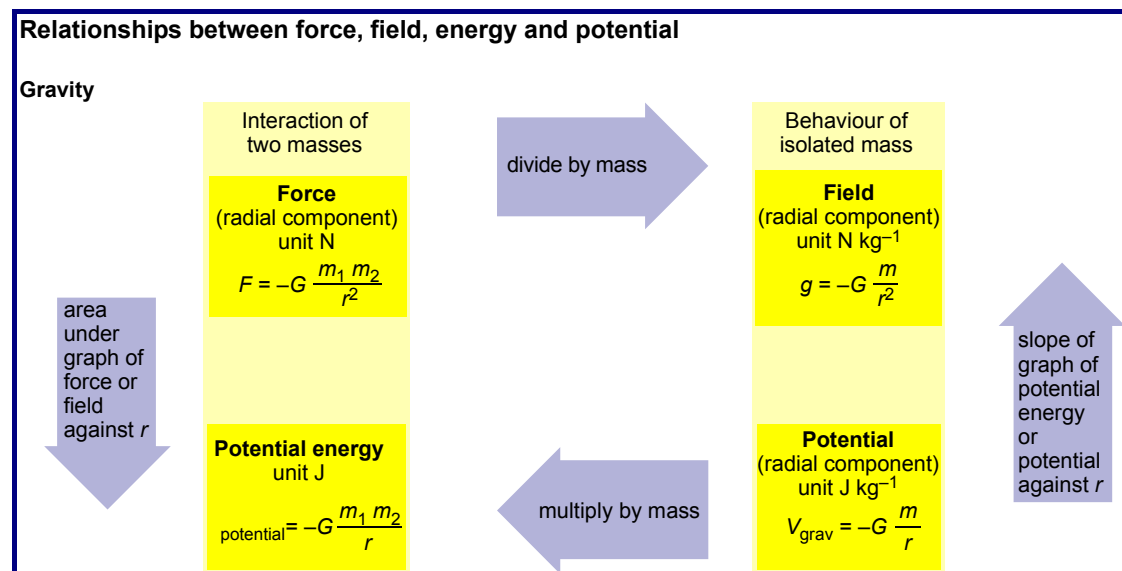 Relationships between force, field, energy and potential
Gravity
Interaction of
two masses
Force
(radial component)
unit N
F = –G m₁ m₂ / r²
divide by mass
Behaviour of
isolated mass
Field
(radial component)
unit N kg⁻¹
g = –G m / r²
area
under
graph of
force or
field
against r
slope of
graph of
potential
energy
or
potential
against r
Potential energy
unit J
potential = –G m₁ m₂ / r
multiply by mass
Potential
(radial component)
unit J kg⁻¹
V grav = –G m / r